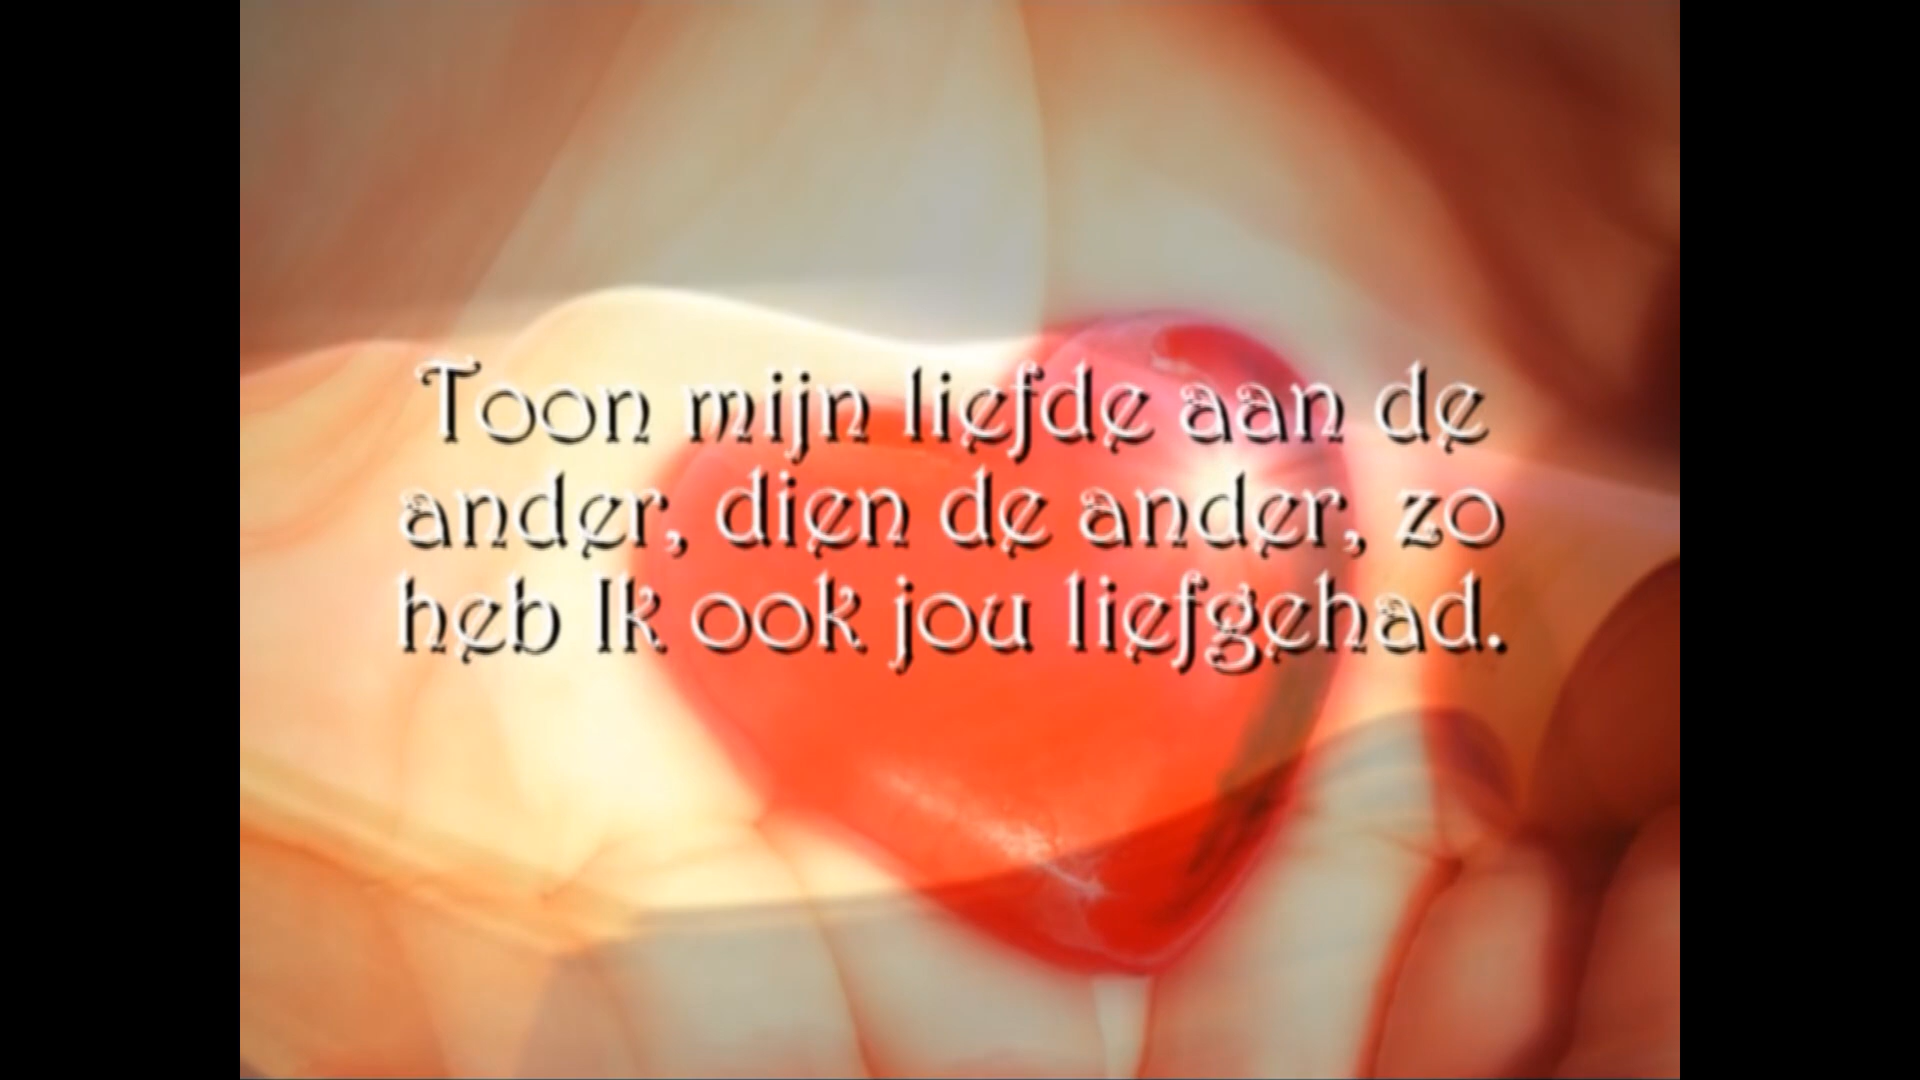 Toon mijn liefde aan de
ander, dien de ander, zo
heb Ik ook jou liefgehad.